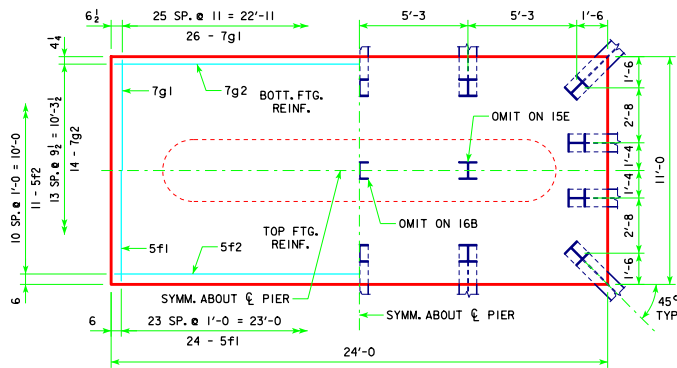 6½ 25 SP. @ 11 = 22'-11 5'-3 5'-3 1'-6
26 - 7g1
4¼
7g1
7g2
BOTT. FTG.
REINF.
OMIT ON 15E
1'-6
2'-8
1'-4
1'-4
2'-8
1'-6
11'-0
10 SP. @ 1'-0 = 10'-0
11 - 5f2
13 SP. @ 9½ = 10'-3½
14 - 7g2
OMIT ON 16B
TOP FTG.
REINF.
5f1
5f2
6
SYMM. ABOUT ℄ PIER
SYMM. ABOUT ℄ PIER
45°
TYP
6 23 SP. @ 1'-0 = 23'-0
24 - 5f1
24'-0